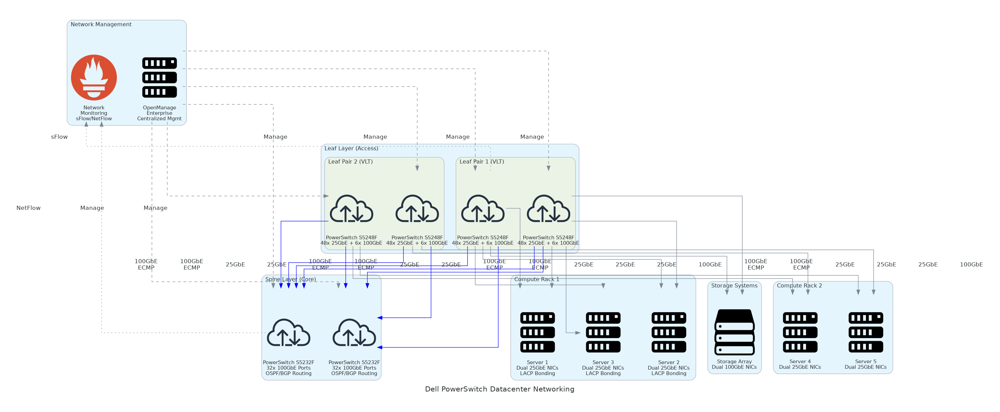 Network Management
Network
Monitoring
sFlow/NetFlow
OpenManage
Enterprise
Centralized Mgmt
sFlow
Manage
Manage
Manage
Manage
Leaf Layer (Access)
Leaf Pair 2 (VLT)
Leaf Pair 1 (VLT)
NetFlow
Manage
Manage
PowerSwitch S5248F
48x 25GbE + 6x 100GbE
PowerSwitch S5248F
48x 25GbE + 6x 100GbE
PowerSwitch S5248F
48x 25GbE + 6x 100GbE
PowerSwitch S5248F
48x 25GbE + 6x 100GbE
100GbE
ECMP
100GbE
ECMP
25GbE
25GbE
100GbE
ECMP
100GbE
ECMP
25GbE
25GbE
100GbE
ECMP
100GbE
ECMP
25GbE
25GbE
25GbE
100GbE
100GbE
ECMP
100GbE
ECMP
25GbE
25GbE
25GbE
100GbE
Spine Layer (Core)
Compute Rack 1
Storage Systems
Compute Rack 2
PowerSwitch S5232F
32x 100GbE Ports
OSPF/BGP Routing
PowerSwitch S5232F
32x 100GbE Ports
OSPF/BGP Routing
Server 1
Dual 25GbE NICs
LACP Bonding
Server 3
Dual 25GbE NICs
LACP Bonding
Server 2
Dual 25GbE NICs
LACP Bonding
Storage Array
Dual 100GbE NICs
Server 4
Dual 25GbE NICs
Server 5
Dual 25GbE NICs
Dell PowerSwitch Datacenter Networking